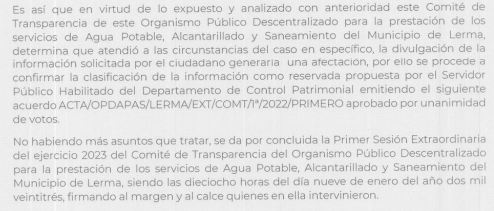 Es así que en virtud de lo expuesto y analizado con anterioridad este Comité de
Transparencia de este Organismo Público Descentralizado para la prestación de los
servicios de Agua Potable, Alcantarillado y Saneamiento del Municipio de Lerma,
determina que atendió a las circunstancias del caso en específico, la divulgación de la
información solicitada por el ciudadano generaría una afectación, por ello se procede a
confirmar la clasificación de la información como reservada propuesta por el Servidor
Público Habilitado del Departamento de Control Patrimonial emitiendo el siguiente
acuerdo ACTA/OPDAPAS/LERMA/EXT/COMT/1ª/2022/PRIMERO aprobado por unanimidad
de votos.
No habiendo más asuntos que tratar, se da por concluida la Primer Sesión Extraordinaria
del ejercicio 2023 del Comité de Transparencia del Organismo Público Descentralizado
para la prestación de los servicios de Agua Potable, Alcantarillado y Saneamiento del
Municipio de Lerma, siendo las dieciocho horas del día nueve de enero del año dos mil
veintitrés, firmando al margen y al calce quienes en ella intervinieron.